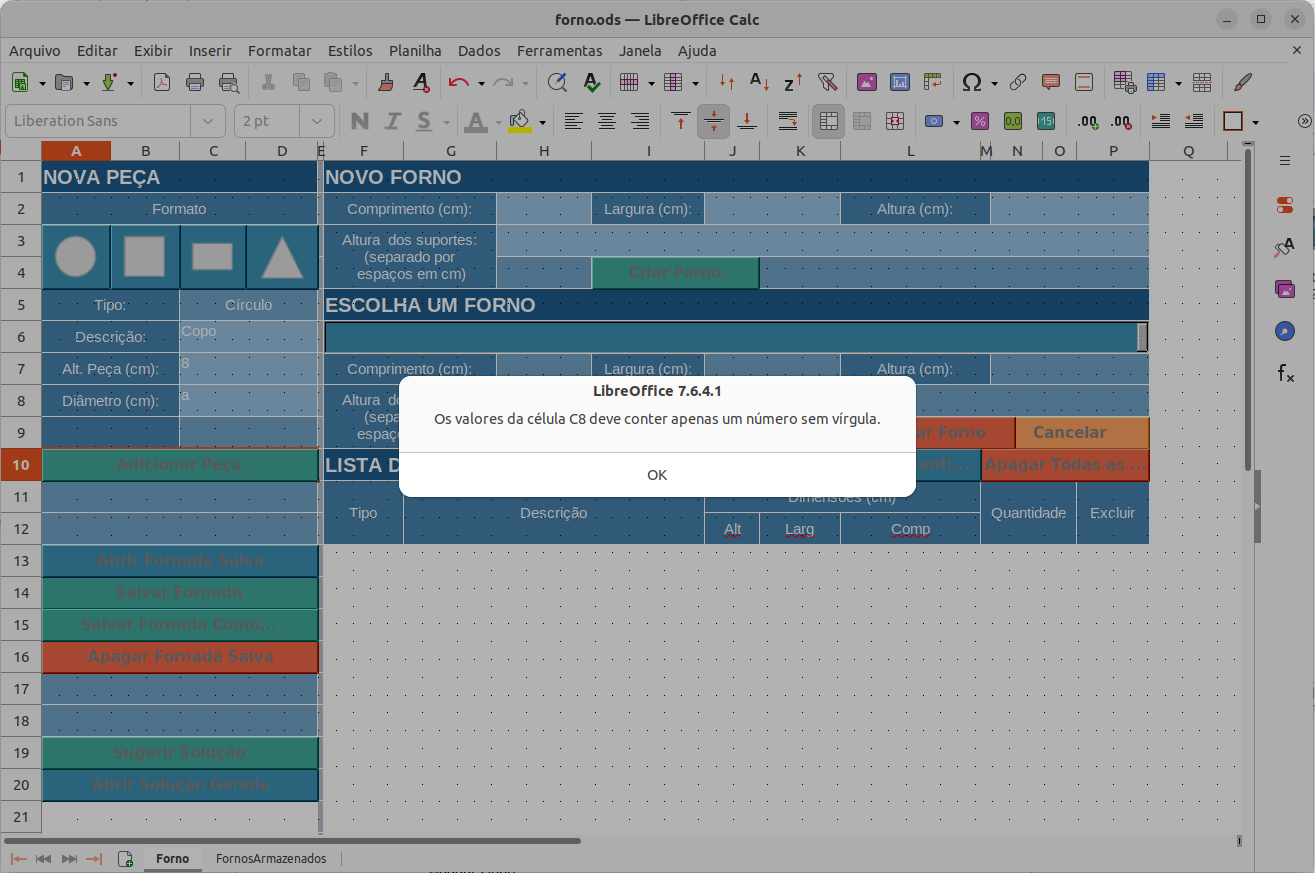 forno.ods — LibreOffice Calc
Arquivo Editar Exibir Inserir Formatar Estilos Planilha Dados Ferramentas Janela Ajuda
Liberation Sans 2 pt N I S A
A B C D E F G H I J K L M N O P Q
1 NOVA PEÇA NOVO FORNO
2 Formato Comprimento (cm): Largura (cm): Altura (cm):
3 Altura dos suportes:
(separado por
4 espaços em cm) Criar Forno
5 Tipo: Círculo ESCOLHA UM FORNO
6 Descrição: Copo
7 Alt. Peça (cm): 8 Comprimento (cm): Largura (cm): Altura (cm):
8 Diâmetro (cm): a Altura
9 Forno Cancelar
LibreOffice 7.6.4.1
Os valores da célula C8 deve conter apenas um número sem vírgula.
OK
10 Adicionar Peça LISTA Apagar Todas as ...
11 Tipo Descrição Dimensões (cm) Quantidade Excluir
12 Alt Larg Comp
13 Abrir Fornada Salva
14 Salvar Fornada
15 Salvar Fornada Como...
16 Apagar Fornada Salva
17
18
19 Sugerir Solução
20 Abrir Solução Gerada
21
Forno FornosArmazenados